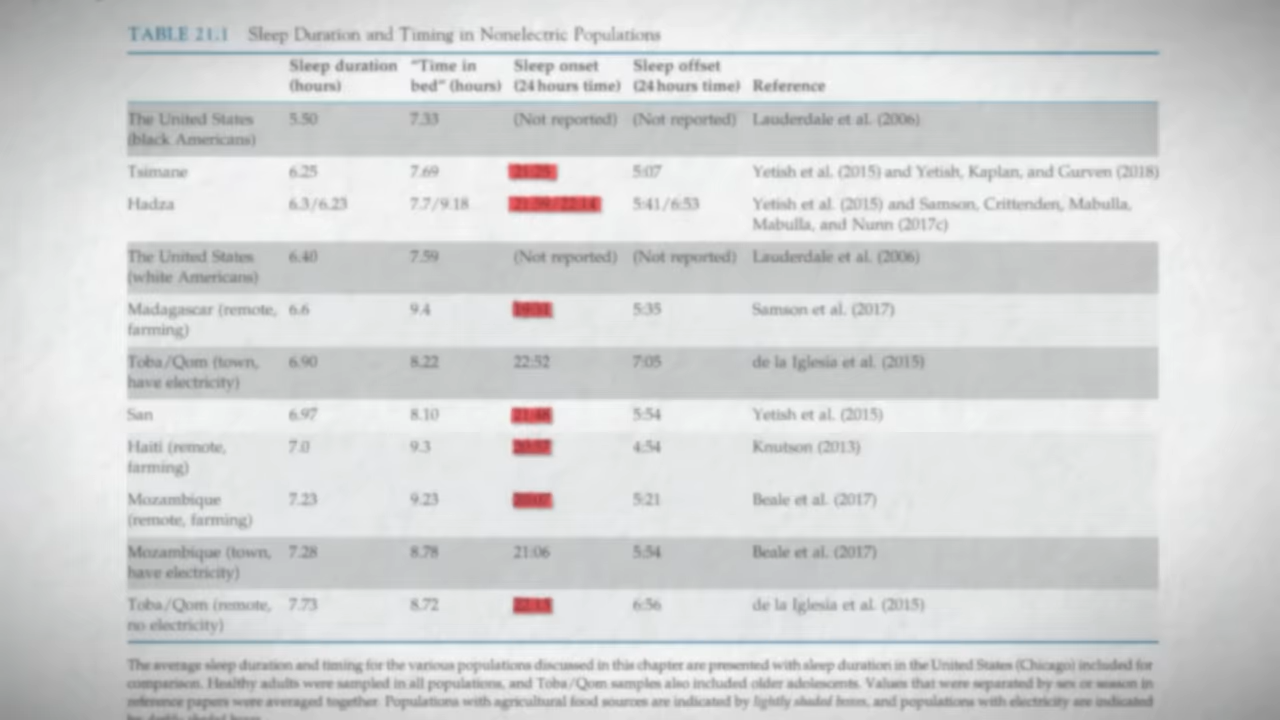 TABLE 21.1 Sleep Duration and Timing in Nonelectric Populations
Sleep duration "Time in Sleep onset Sleep offset
(hours) bed" (hours) (24 hours time) (24 hours time) Reference
The United States 5.50 7.33 (Not reported) (Not reported) Lauderdale et al. (2006)
(black Americans)
Tsimane 6.25 7.69 5:07 Yetish et al. (2015) and Yetish, Kaplan, and Gurven (2018)
Hadza 6.3/6.23 7.7/9.18 5:41/6:53 Yetish et al. (2015) and Samson, Crittenden, Mabulla,
Mabulla, and Nunn (2017c)
The United States 6.40 7.59 (Not reported) (Not reported) Lauderdale et al. (2006)
(white Americans)
Madagascar (remote, 6.6 9.4 5:35 Samson et al. (2017)
farming)
Toba/Qom (town, 6.90 8.22 22:52 7:05 de la Iglesia et al. (2015)
have electricity)
San 6.97 8.10 5:54 Yetish et al. (2015)
Haiti (remote, 7.0 9.3 4:54 Knutson (2013)
farming)
Mozambique 7.23 9.23 5:21 Beale et al. (2017)
(remote, farming)
Mozambique (town, 7.28 8.78 21:06 5:54 Beale et al. (2017)
have electricity)
Toba/Qom (remote, 7.73 8.72 6:56 de la Iglesia et al. (2015)
no electricity)
The average sleep duration and timing for the various populations discussed in this chapter are presented with sleep duration in the United States (Chicago) included for
comparison. Healthy adults were sampled in all populations, and Toba/Qom samples also included older adolescents. Values that were separated by sex or season in
reference papers were averaged together. Populations with agricultural food sources are indicated by lightly shaded boxes, and populations with electricity are indicated